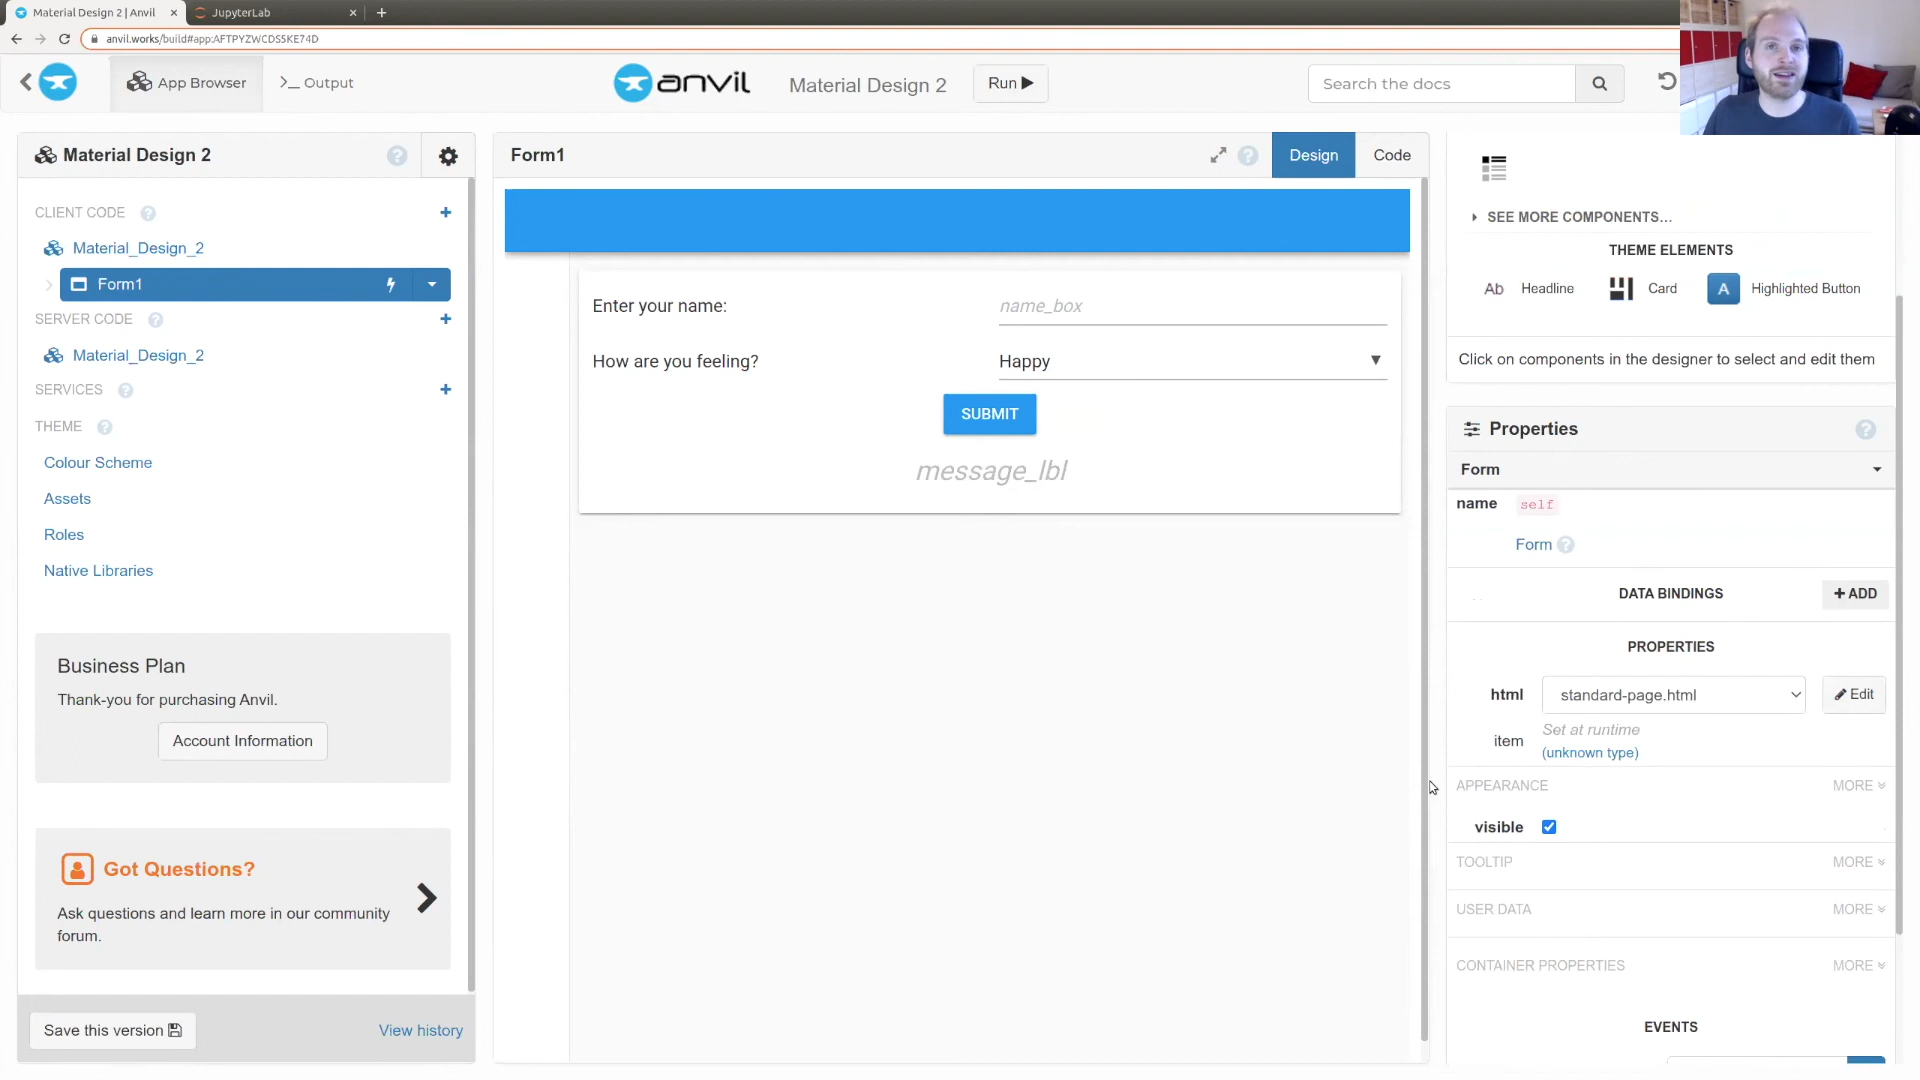 Material Design 2 | Anvil
JupyterLab
anvil.works/build#app:AFTPYZWCDS5KE74D
App Browser
>_ Output
anvil
Material Design 2
Run
Search the docs
Material Design 2
CLIENT CODE
Material_Design_2
Form1
SERVER CODE
Material_Design_2
SERVICES
THEME
Colour Scheme
Assets
Roles
Native Libraries
Business Plan
Thank-you for purchasing Anvil.
Account Information
Got Questions?
Ask questions and learn more in our community
forum.
Save this version
View history
Form1
Design
Code
Enter your name:
name_box
How are you feeling?
Happy
SUBMIT
message_lbl
SEE MORE COMPONENTS...
THEME ELEMENTS
Ab Headline
Card
A Highlighted Button
Click on components in the designer to select and edit them
Properties
Form
name self
Form
DATA BINDINGS
+ ADD
PROPERTIES
html standard-page.html
Edit
item Set at runtime
(unknown type)
APPEARANCE MORE
visible
TOOLTIP MORE
USER DATA MORE
CONTAINER PROPERTIES MORE
EVENTS